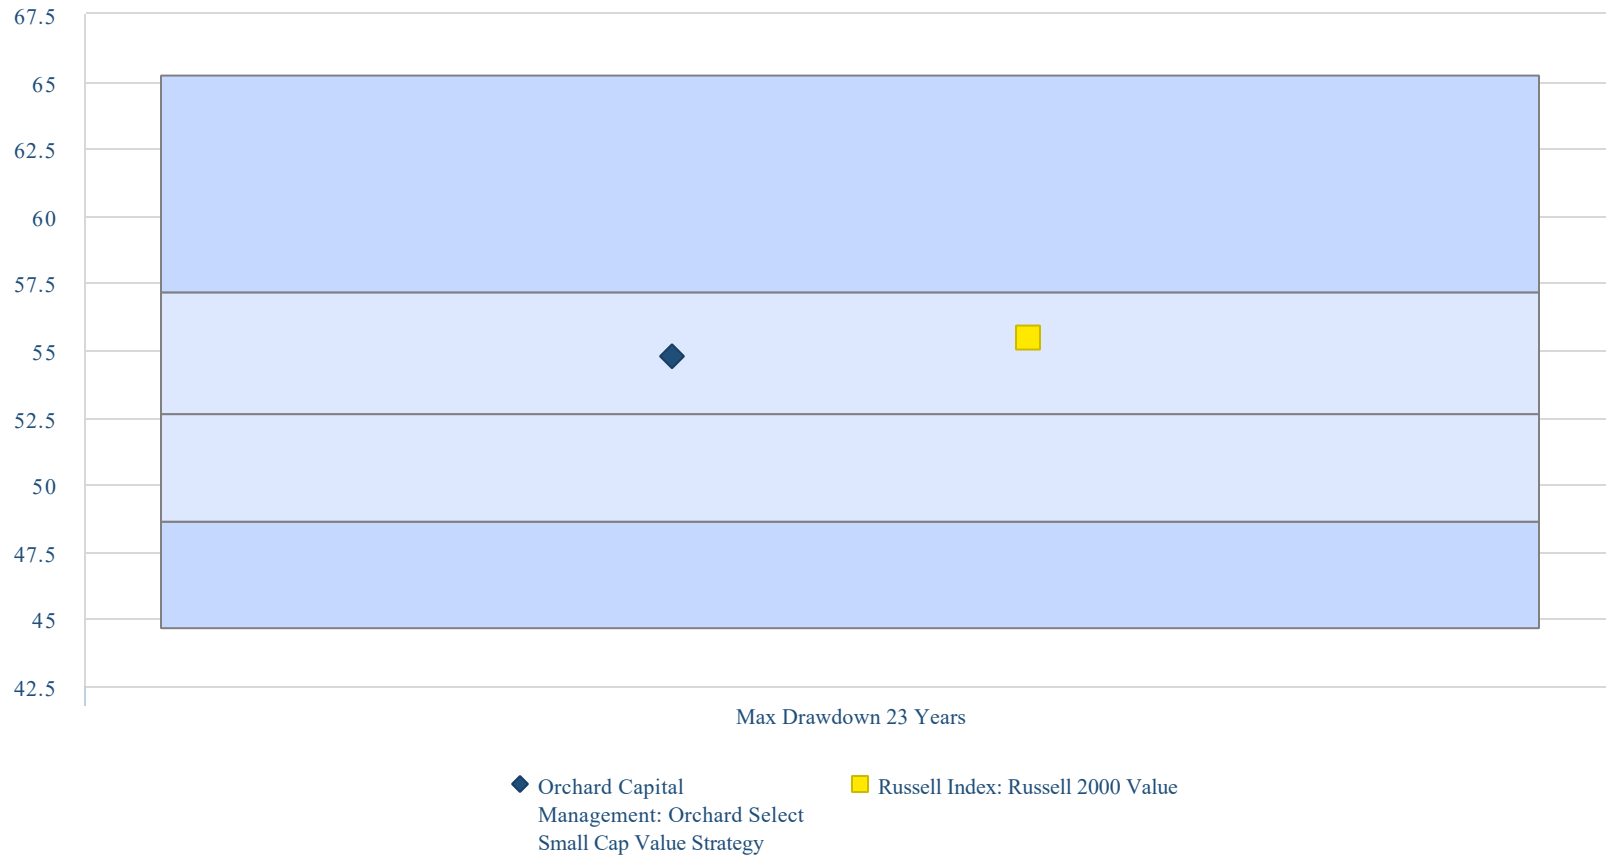 67.5
65
62.5
60
57.5
55
52.5
50
47.5
45
42.5
Max Drawdown 23 Years
Orchard Capital
Management: Orchard Select
Small Cap Value Strategy
Russell Index: Russell 2000 Value